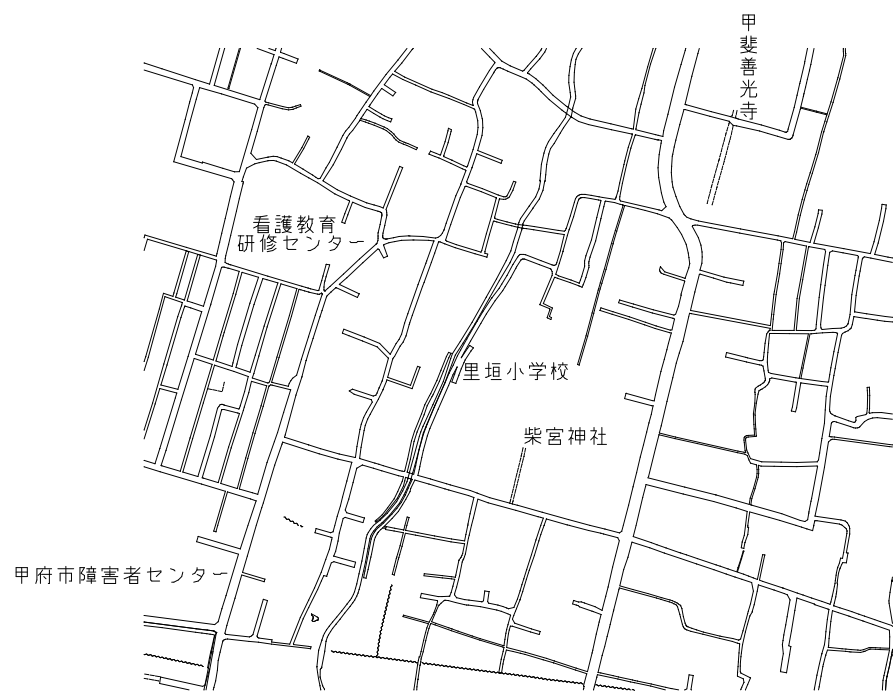 甲斐善光寺
看護教育
研修センター
里垣小学校
柴宮神社
甲府市障害者センター